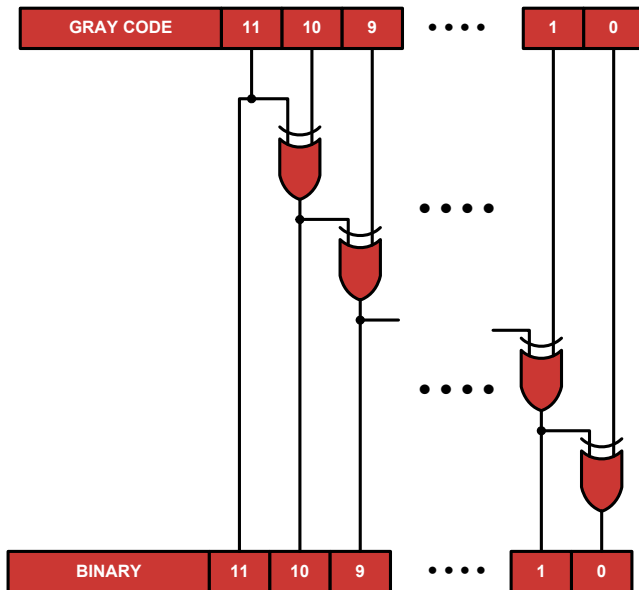 GRAY CODE 11 10 9 •••• 1 0
BINARY 11 10 9 •••• 1 0